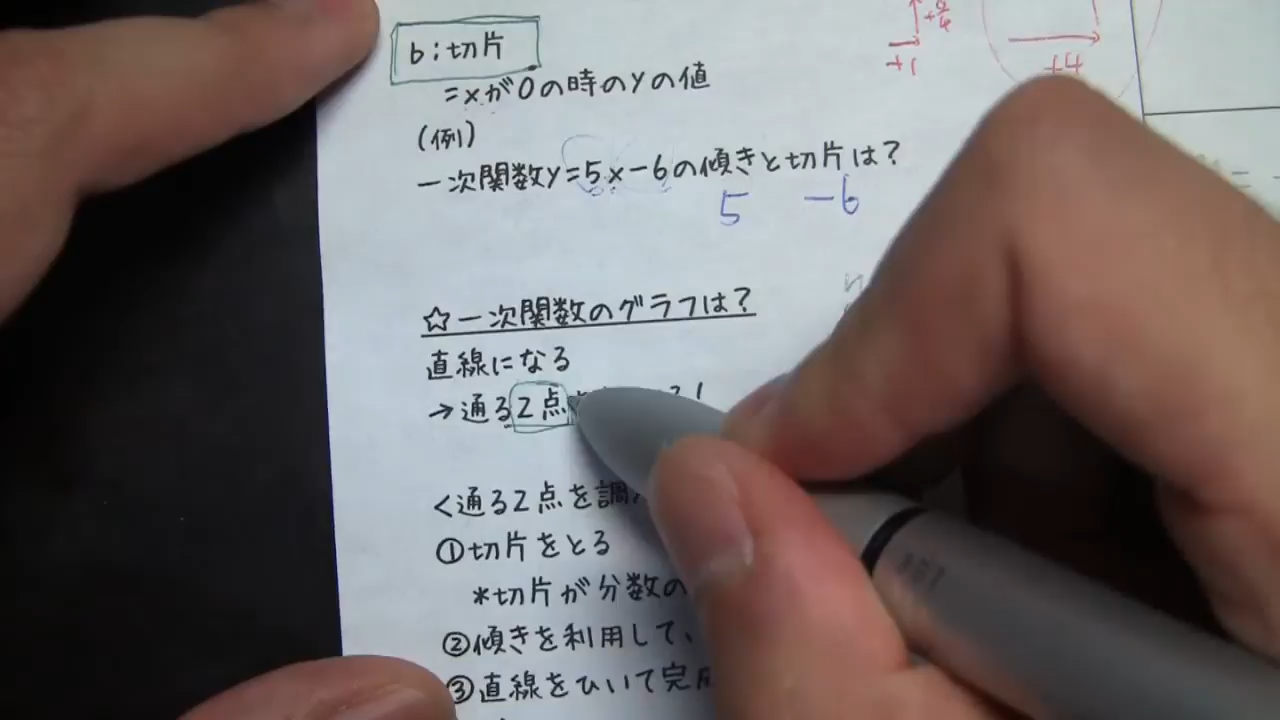 b:切片
=xが0の時のyの値
(例)
一次関数y=5x-6の傾きと切片は?
5 -6
☆一次関数のグラフは?
直線になる
→通る2点
<通る2点を調
①切片をとる
*切片が分数の
②傾きを利用して、
③直線をひいて完成
+1
+4